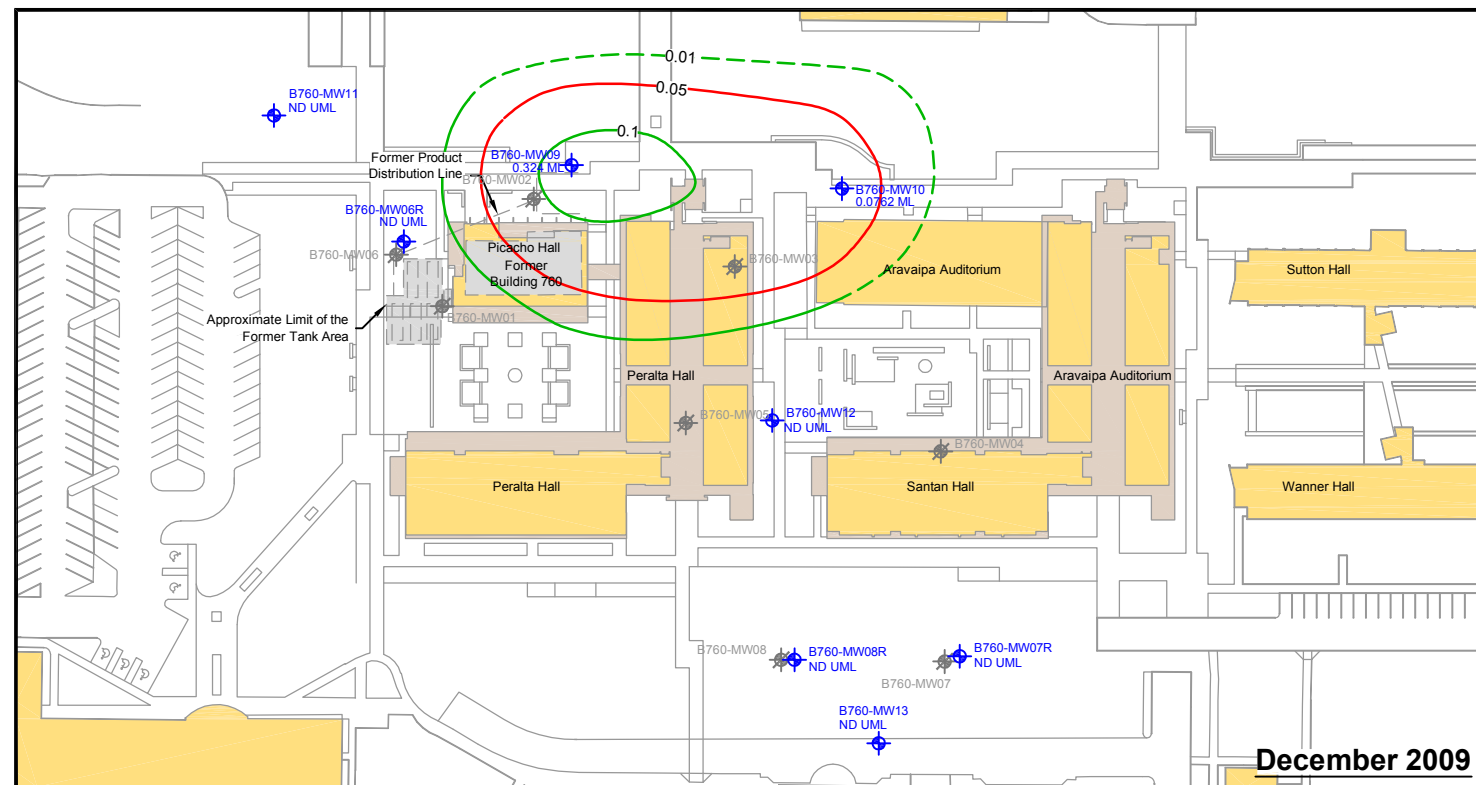 0.01
0.05
0.1
B760-MW11
ND UML
Former Product
Distribution Line
B760-MW09
0.324 ML
B760-MW02
B760-MW10
0.0762 ML
B760-MW06R
ND UML
B760-MW06
Picacho Hall
Former
Building 760
B760-MW03
Aravaipa Auditorium
Sutton Hall
B760-MW01
Approximate Limit of the
Former Tank Area
Peralta Hall
Aravaipa Auditorium
B760-MW05
B760-MW12
ND UML
B760-MW04
Peralta Hall
Santan Hall
Wanner Hall
B760-MW08
B760-MW08R
ND UML
B760-MW07R
ND UML
B760-MW07
B760-MW13
ND UML
December 2009